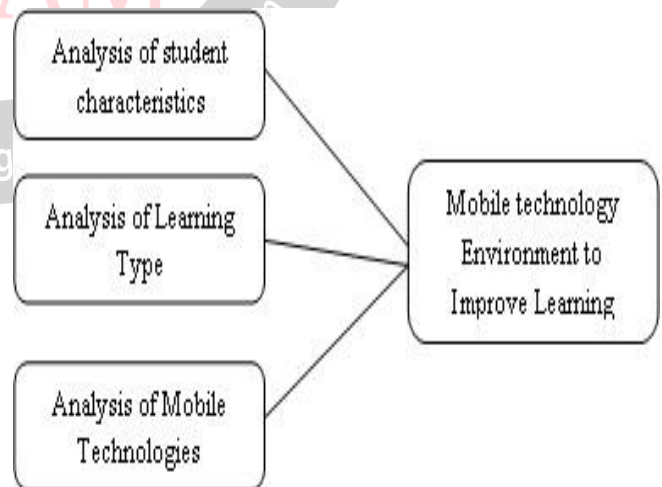 Analysis of student
characteristics
Analysis of Learning
Type
Mobile technology
Environment to
Improve Learning
Analysis of Mobile
Technologies